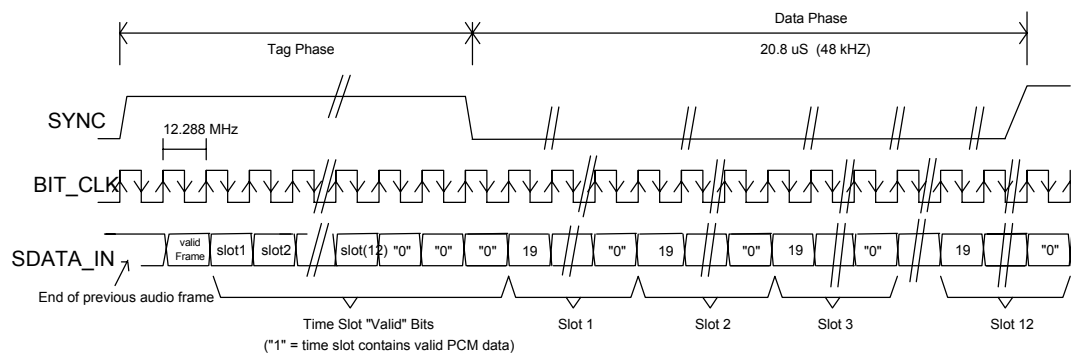 Data Phase
Tag Phase
20.8 uS (48 kHZ)
SYNC
12.288 MHz
BIT_CLK
SDATA_IN
valid
Frame
slot1
slot2
slot(12)
"0"
"0"
"0"
19
"0"
19
"0"
19
"0"
19
"0"
End of previous audio frame
Time Slot "Valid" Bits
("1" = time slot contains valid PCM data)
Slot 1
Slot 2
Slot 3
Slot 12